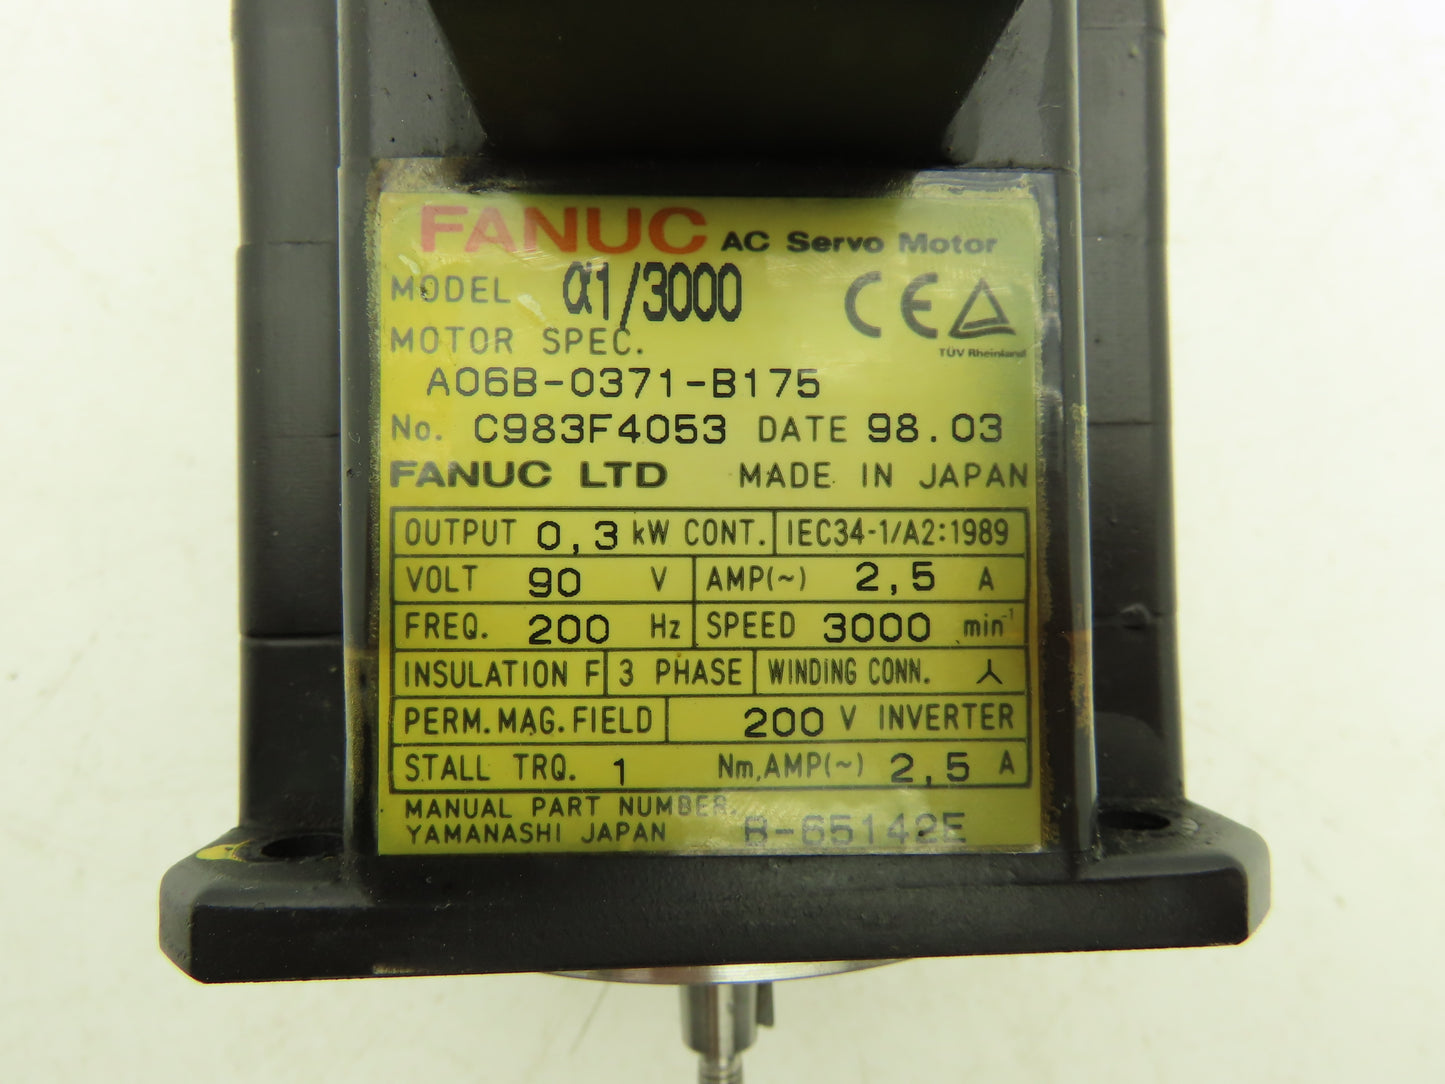 FANUC AC Servo Motor
MODEL α1/3000
CE
TÜV Rheinland
MOTOR SPEC.
A06B-0371-B175
No. C983F4053 DATE 98.03
FANUC LTD MADE IN JAPAN
OUTPUT 0,3 kW CONT. IEC34-1/A2:1989
VOLT 90 V AMP(~) 2,5 A
FREQ. 200 Hz SPEED 3000 min⁻¹
INSULATION F 3 PHASE WINDING CONN. ⅄
PERM.MAG.FIELD 200 V INVERTER
STALL TRQ. 1 Nm,AMP(~) 2,5 A
MANUAL PART NUMBER.
YAMANASHI JAPAN B-65142E